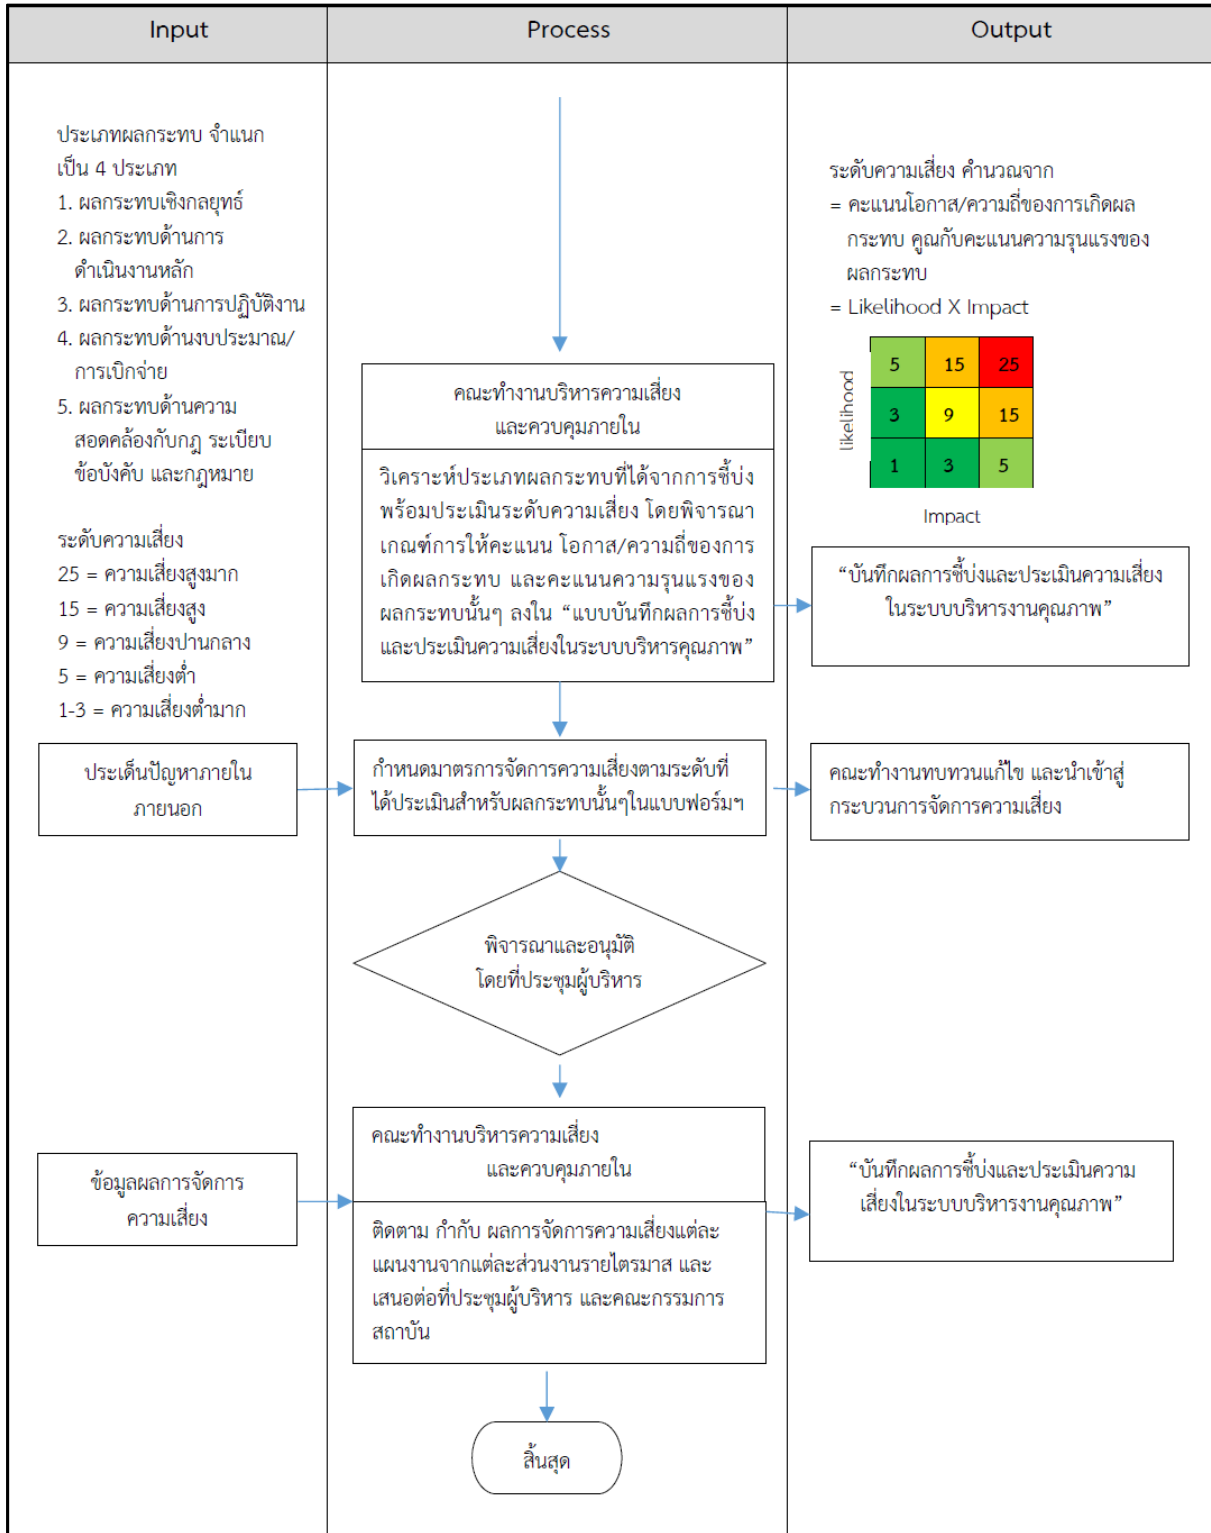 Input
Process
Output
ประเภทผลกระทบ จำแนก
เป็น 4 ประเภท
1. ผลกระทบเชิงกลยุทธ์
2. ผลกระทบด้านการ
ดำเนินงานหลัก
3. ผลกระทบด้านการปฏิบัติงาน
4. ผลกระทบด้านงบประมาณ/
การเบิกจ่าย
5. ผลกระทบด้านความ
สอดคล้องกับกฎ ระเบียบ
ข้อบังคับ และกฎหมาย
ระดับความเสี่ยง
25 = ความเสี่ยงสูงมาก
15 = ความเสี่ยงสูง
9 = ความเสี่ยงปานกลาง
5 = ความเสี่ยงต่ำ
1-3 = ความเสี่ยงต่ำมาก
คณะทำงานบริหารความเสี่ยง
และควบคุมภายใน
วิเคราะห์ประเภทผลกระทบที่ได้จากการชี้บ่ง
พร้อมประเมินระดับความเสี่ยง โดยพิจารณา
เกณฑ์การให้คะแนน โอกาส/ความถี่ของการ
เกิดผลกระทบ และคะแนนความรุนแรงของ
ผลกระทบนั้นๆ ลงใน “แบบบันทึกผลการชี้บ่ง
และประเมินความเสี่ยงในระบบบริหารคุณภาพ”
ระดับความเสี่ยง คำนวณจาก
= คะแนนโอกาส/ความถี่ของการเกิดผล
กระทบ คูณกับคะแนนความรุนแรงของ
ผลกระทบ
= Likelihood X Impact
likelihood
5 15 25
3 9 15
1 3 5
Impact
“บันทึกผลการชี้บ่งและประเมินความเสี่ยง
ในระบบบริหารงานคุณภาพ”
ประเด็นปัญหาภายใน
ภายนอก
กำหนดมาตรการจัดการความเสี่ยงตามระดับที่
ได้ประเมินสำหรับผลกระทบนั้นๆในแบบฟอร์มฯ
คณะทำงานทบทวนแก้ไข และนำเข้าสู่
กระบวนการจัดการความเสี่ยง
พิจารณาและอนุมัติ
โดยที่ประชุมผู้บริหาร
ข้อมูลผลการจัดการ
ความเสี่ยง
คณะทำงานบริหารความเสี่ยง
และควบคุมภายใน
ติดตาม กำกับ ผลการจัดการความเสี่ยงแต่ละ
แผนงานจากแต่ละส่วนงานรายไตรมาส และ
เสนอต่อที่ประชุมผู้บริหาร และคณะกรรมการ
สถาบัน
“บันทึกผลการชี้บ่งและประเมินความ
เสี่ยงในระบบบริหารงานคุณภาพ”
สิ้นสุด